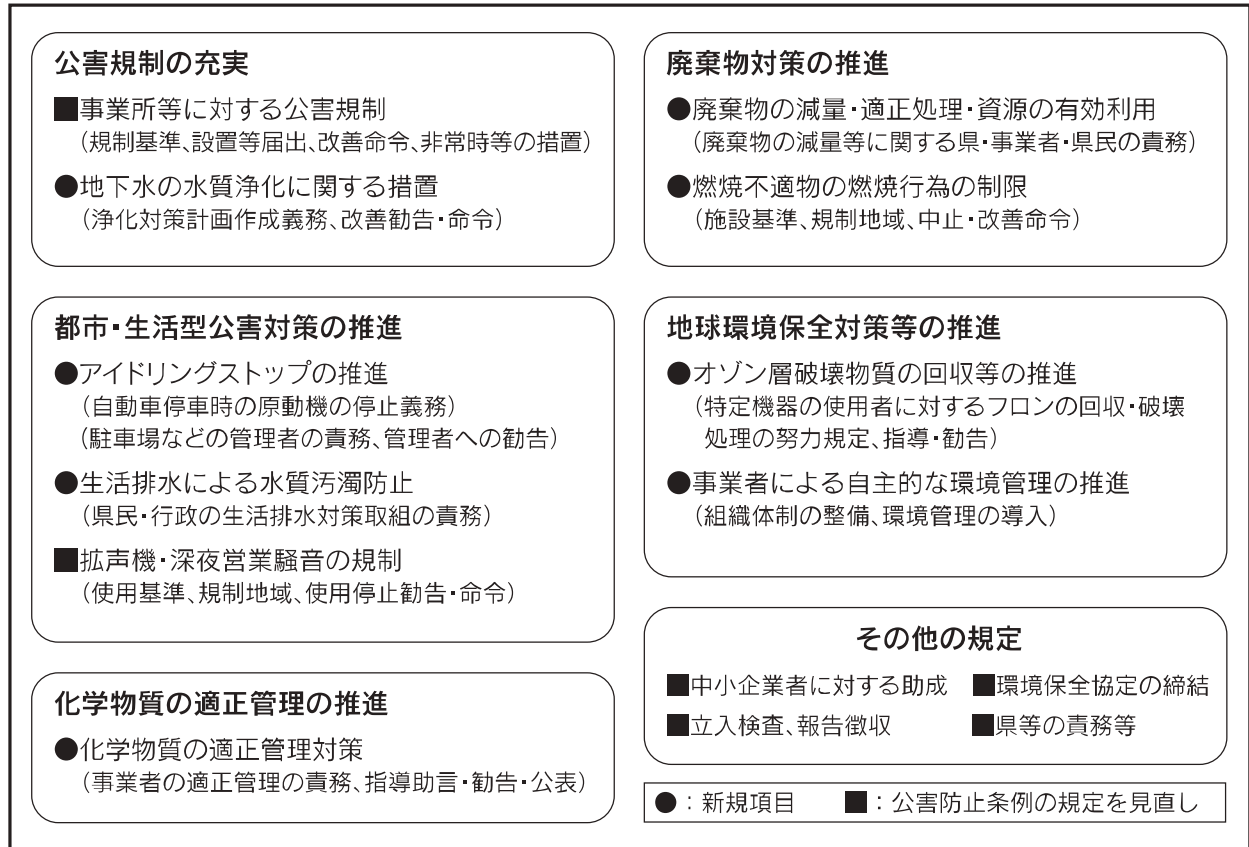 公害規制の充実
■事業所等に対する公害規制
（規制基準、設置等届出、改善命令、非常時等の措置）
●地下水の水質浄化に関する措置
（浄化対策計画作成義務、改善勧告・命令）
都市・生活型公害対策の推進
●アイドリングストップの推進
（自動車停車時の原動機の停止義務）
（駐車場などの管理者の責務、管理者への勧告）
●生活排水による水質汚濁防止
（県民・行政の生活排水対策取組の責務）
■拡声機・深夜営業騒音の規制
（使用基準、規制地域、使用停止勧告・命令）
化学物質の適正管理の推進
●化学物質の適正管理対策
（事業者の適正管理の責務、指導助言・勧告・公表）
廃棄物対策の推進
●廃棄物の減量・適正処理・資源の有効利用
（廃棄物の減量等に関する県・事業者・県民の責務）
●燃焼不適物の燃焼行為の制限
（施設基準、規制地域、中止・改善命令）
地球環境保全対策等の推進
●オゾン層破壊物質の回収等の推進
（特定機器の使用者に対するフロンの回収・破壊
処理の努力規定、指導・勧告）
●事業者による自主的な環境管理の推進
（組織体制の整備、環境管理の導入）
その他の規定
■中小企業者に対する助成 ■環境保全協定の締結
■立入検査、報告徴収 ■県等の責務等
●：新規項目 ■：公害防止条例の規定を見直し